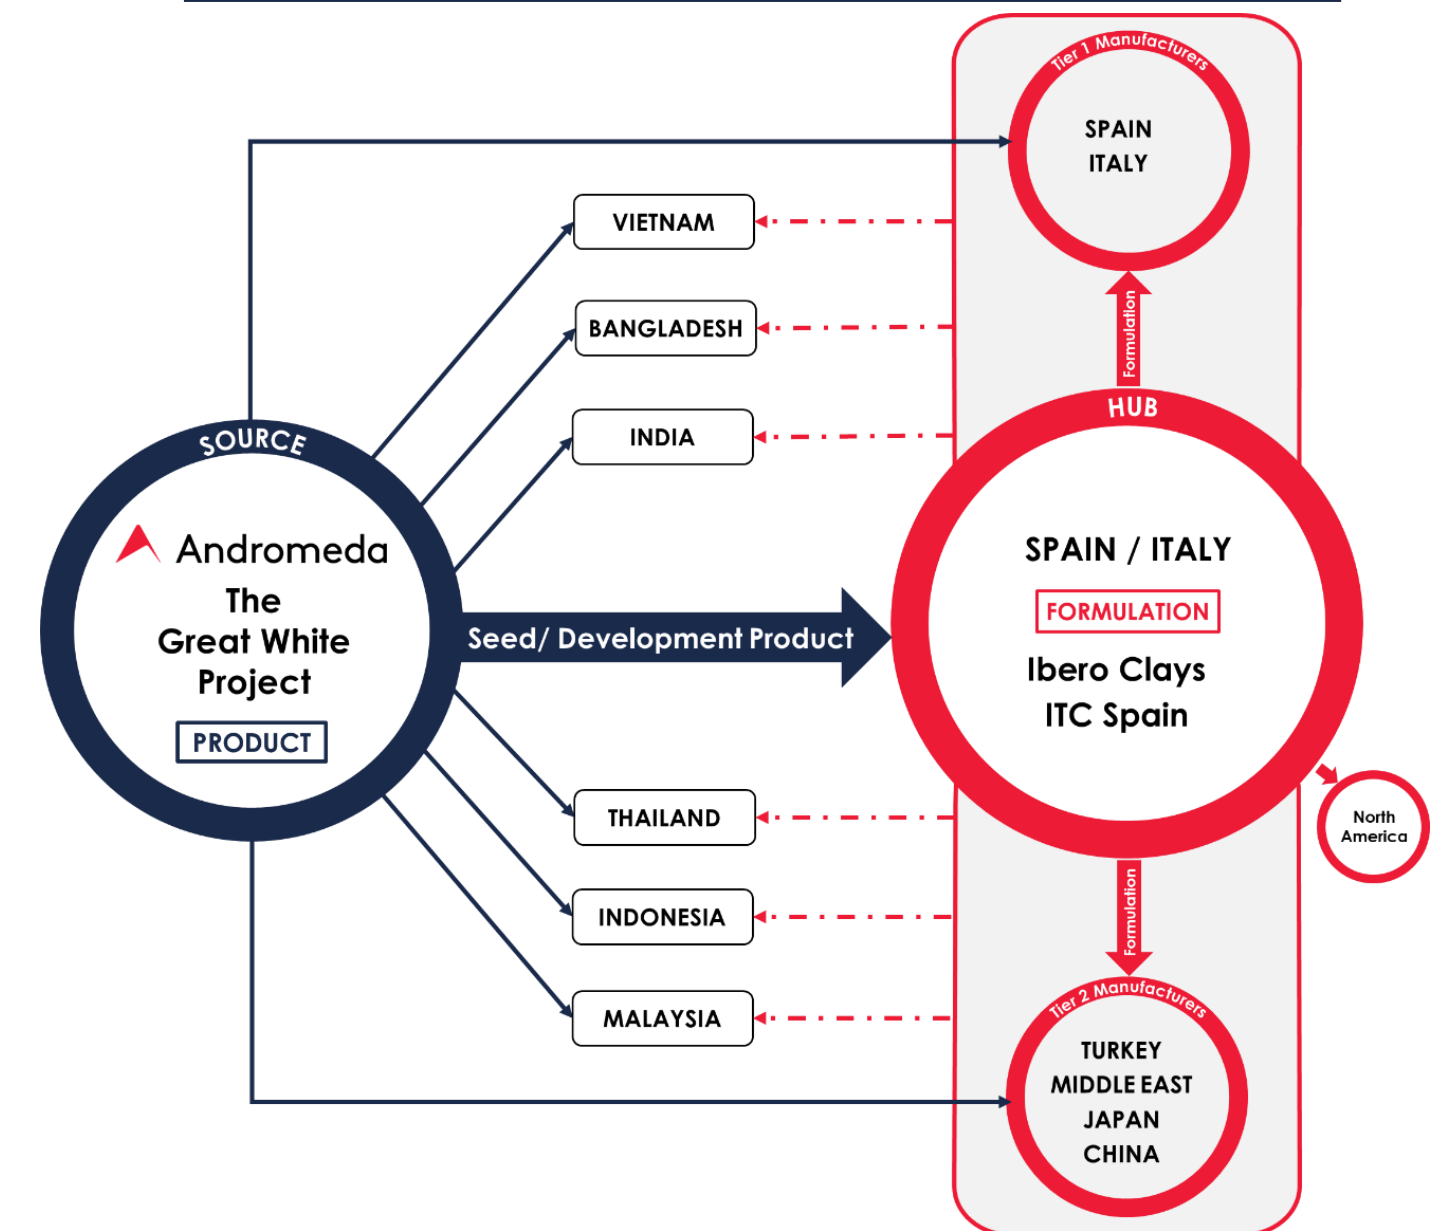 Tier 1 Manufacturers
SPAIN
ITALY
VIETNAM
BANGLADESH
INDIA
Formulation
SOURCE
Andromeda
The
Great White
Project
PRODUCT
Seed/ Development Product
HUB
SPAIN / ITALY
FORMULATION
Ibero Clays
ITC Spain
North
America
THAILAND
INDONESIA
MALAYSIA
Formulation
Tier 2 Manufacturers
TURKEY
MIDDLE EAST
JAPAN
CHINA